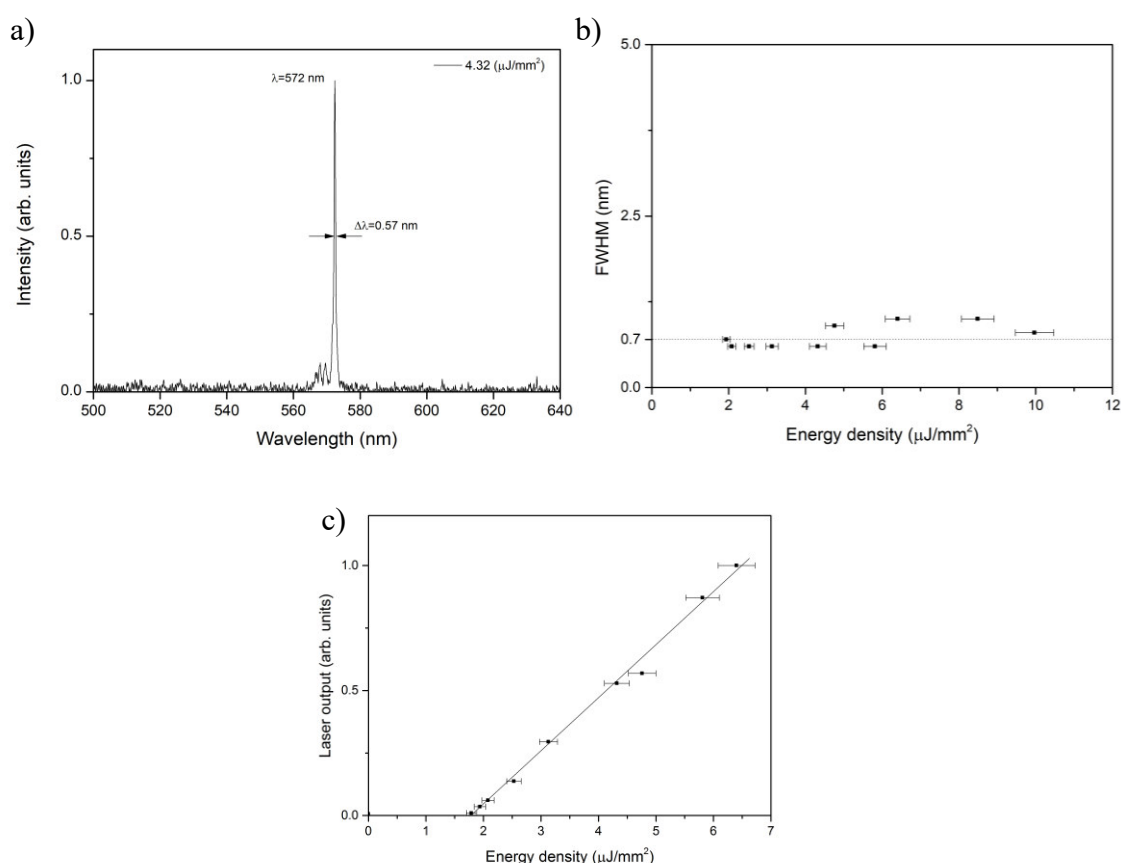 a)
4.32 (μJ/mm²)
λ=572 nm
Δλ=0.57 nm
1.0
0.5
0.0
500 520 540 560 580 600 620 640
Wavelength (nm)
Intensity (arb. units)
b)
5.0
2.5
0.7
0.0
0 2 4 6 8 10 12
Energy density (μJ/mm²)
FWHM (nm)
c)
1.0
0.5
0.0
0 1 2 3 4 5 6 7
Energy density (μJ/mm²)
Laser output (arb. units)